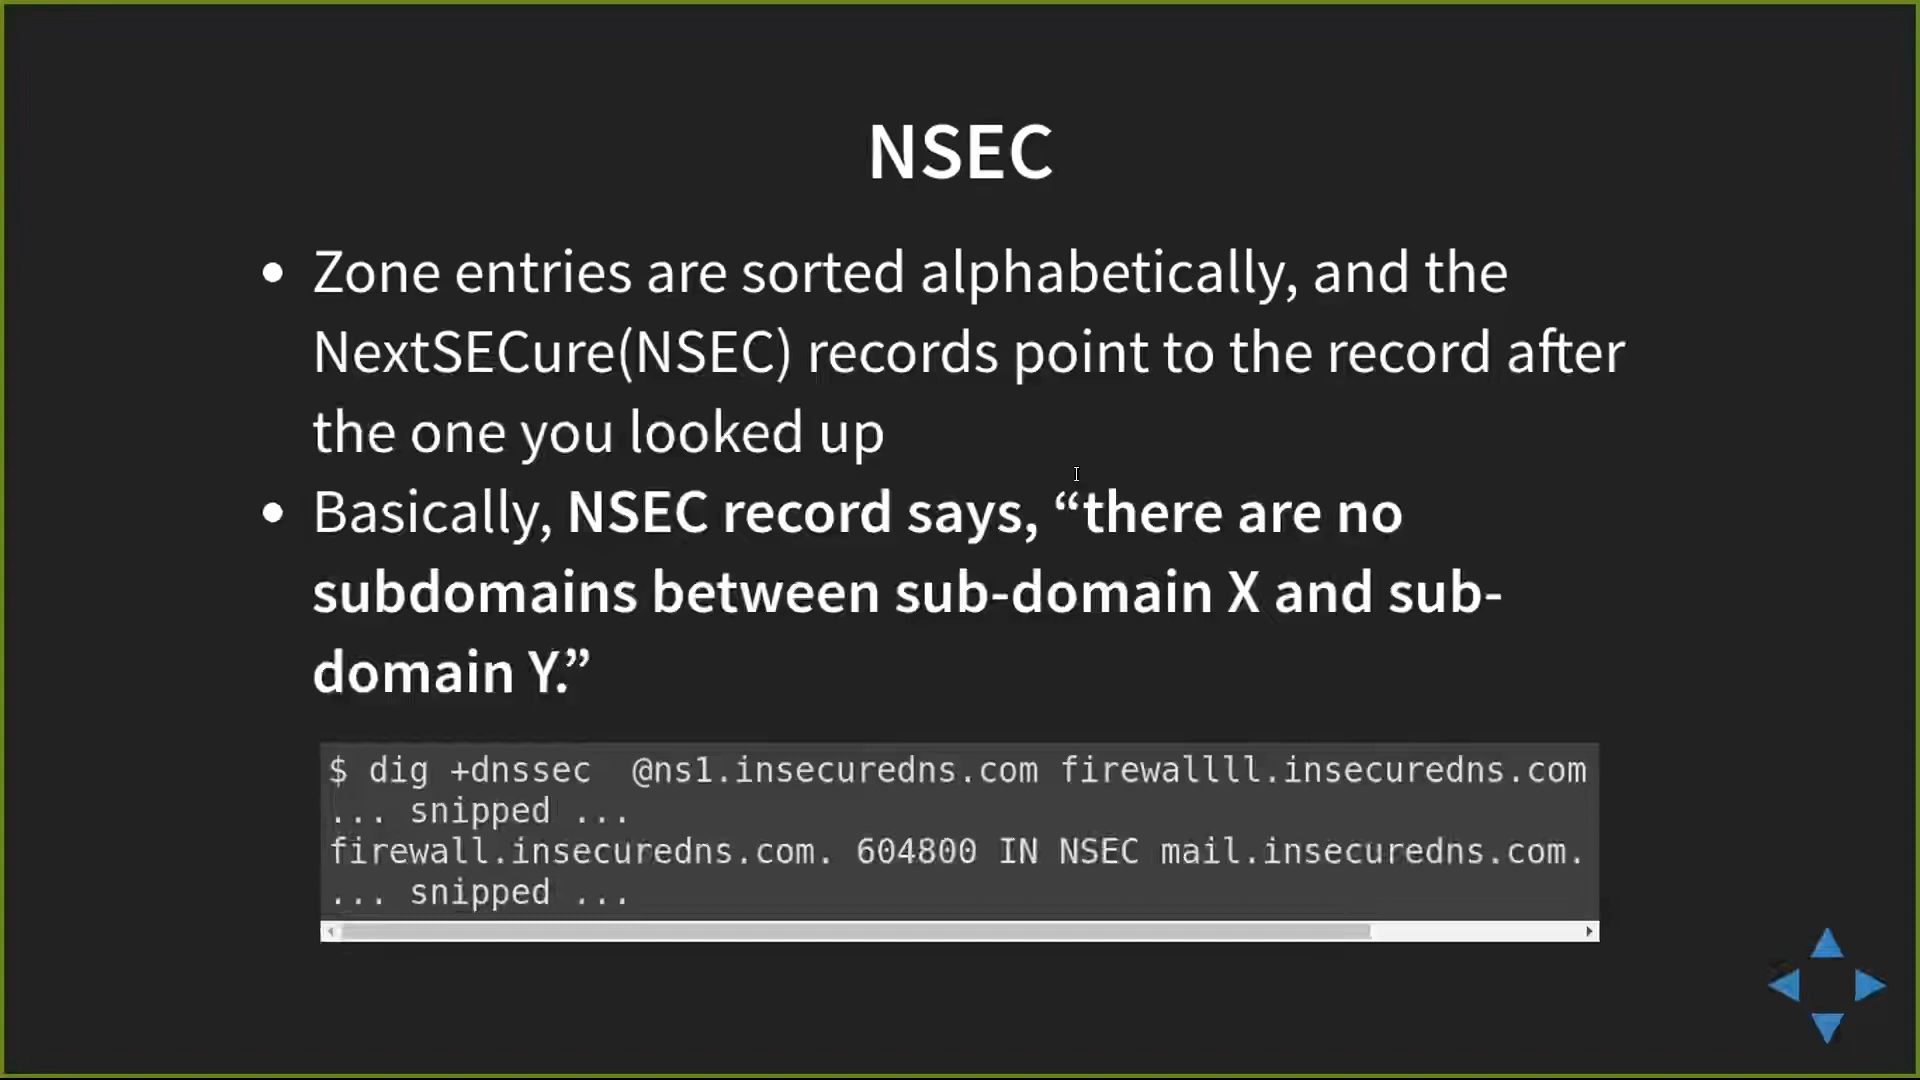 NSEC
Zone entries are sorted alphabetically, and the
NextSECure(NSEC) records point to the record after
the one you looked up
Basically, NSEC record says, “there are no
subdomains between sub-domain X and sub-
domain Y.”
$ dig +dnssec  @ns1.insecuredns.com firewallll.insecuredns.com
... snipped ...
firewall.insecuredns.com. 604800 IN NSEC mail.insecuredns.com.
... snipped ...